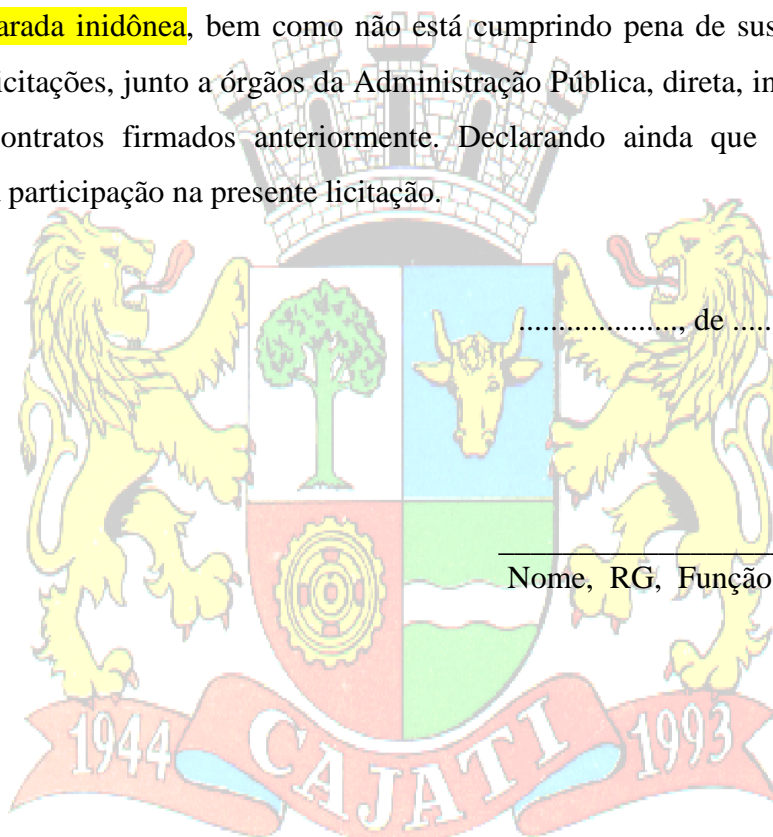 arada inidônea, bem como não está cumprindo pena de sus
icitações, junto a órgãos da Administração Pública, direta, in
ontratos firmados anteriormente. Declarando ainda que
participação na presente licitação.
...................., de .....
____________________
Nome, RG, Função
1944 CAJATI 1993